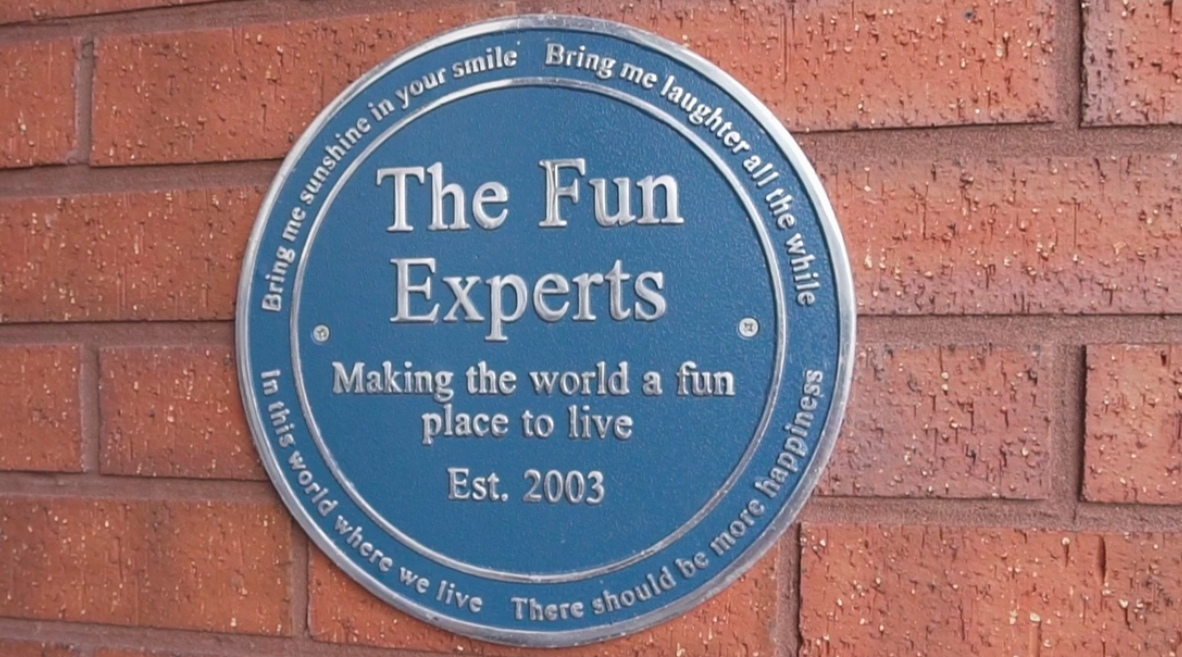 Bring me sunshine in your smile
Bring me laughter all the while
The Fun
Experts
Making the world a fun
place to live
Est. 2003
In this world where we live
There should be more happiness